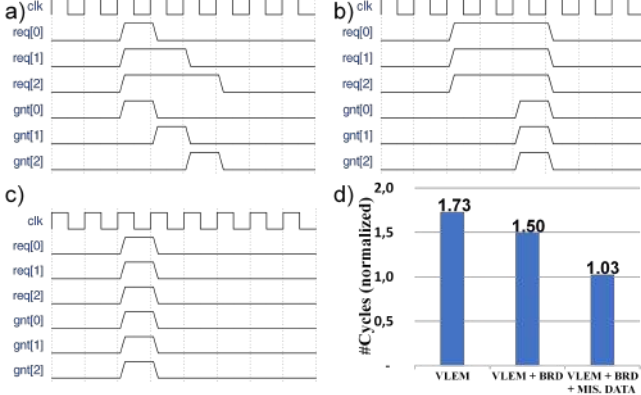 a)
clk
req[0]
req[1]
req[2]
gnt[0]
gnt[1]
gnt[2]
b)
clk
req[0]
req[1]
req[2]
gnt[0]
gnt[1]
gnt[2]
c)
clk
req[0]
req[1]
req[2]
gnt[0]
gnt[1]
gnt[2]
d)
#Cycles (normalized)
2,0
1,5
1,0
0,5
-
1.73
1.50
1.03
VLEM
VLEM + BRD
VLEM + BRD
+ MIS. DATA